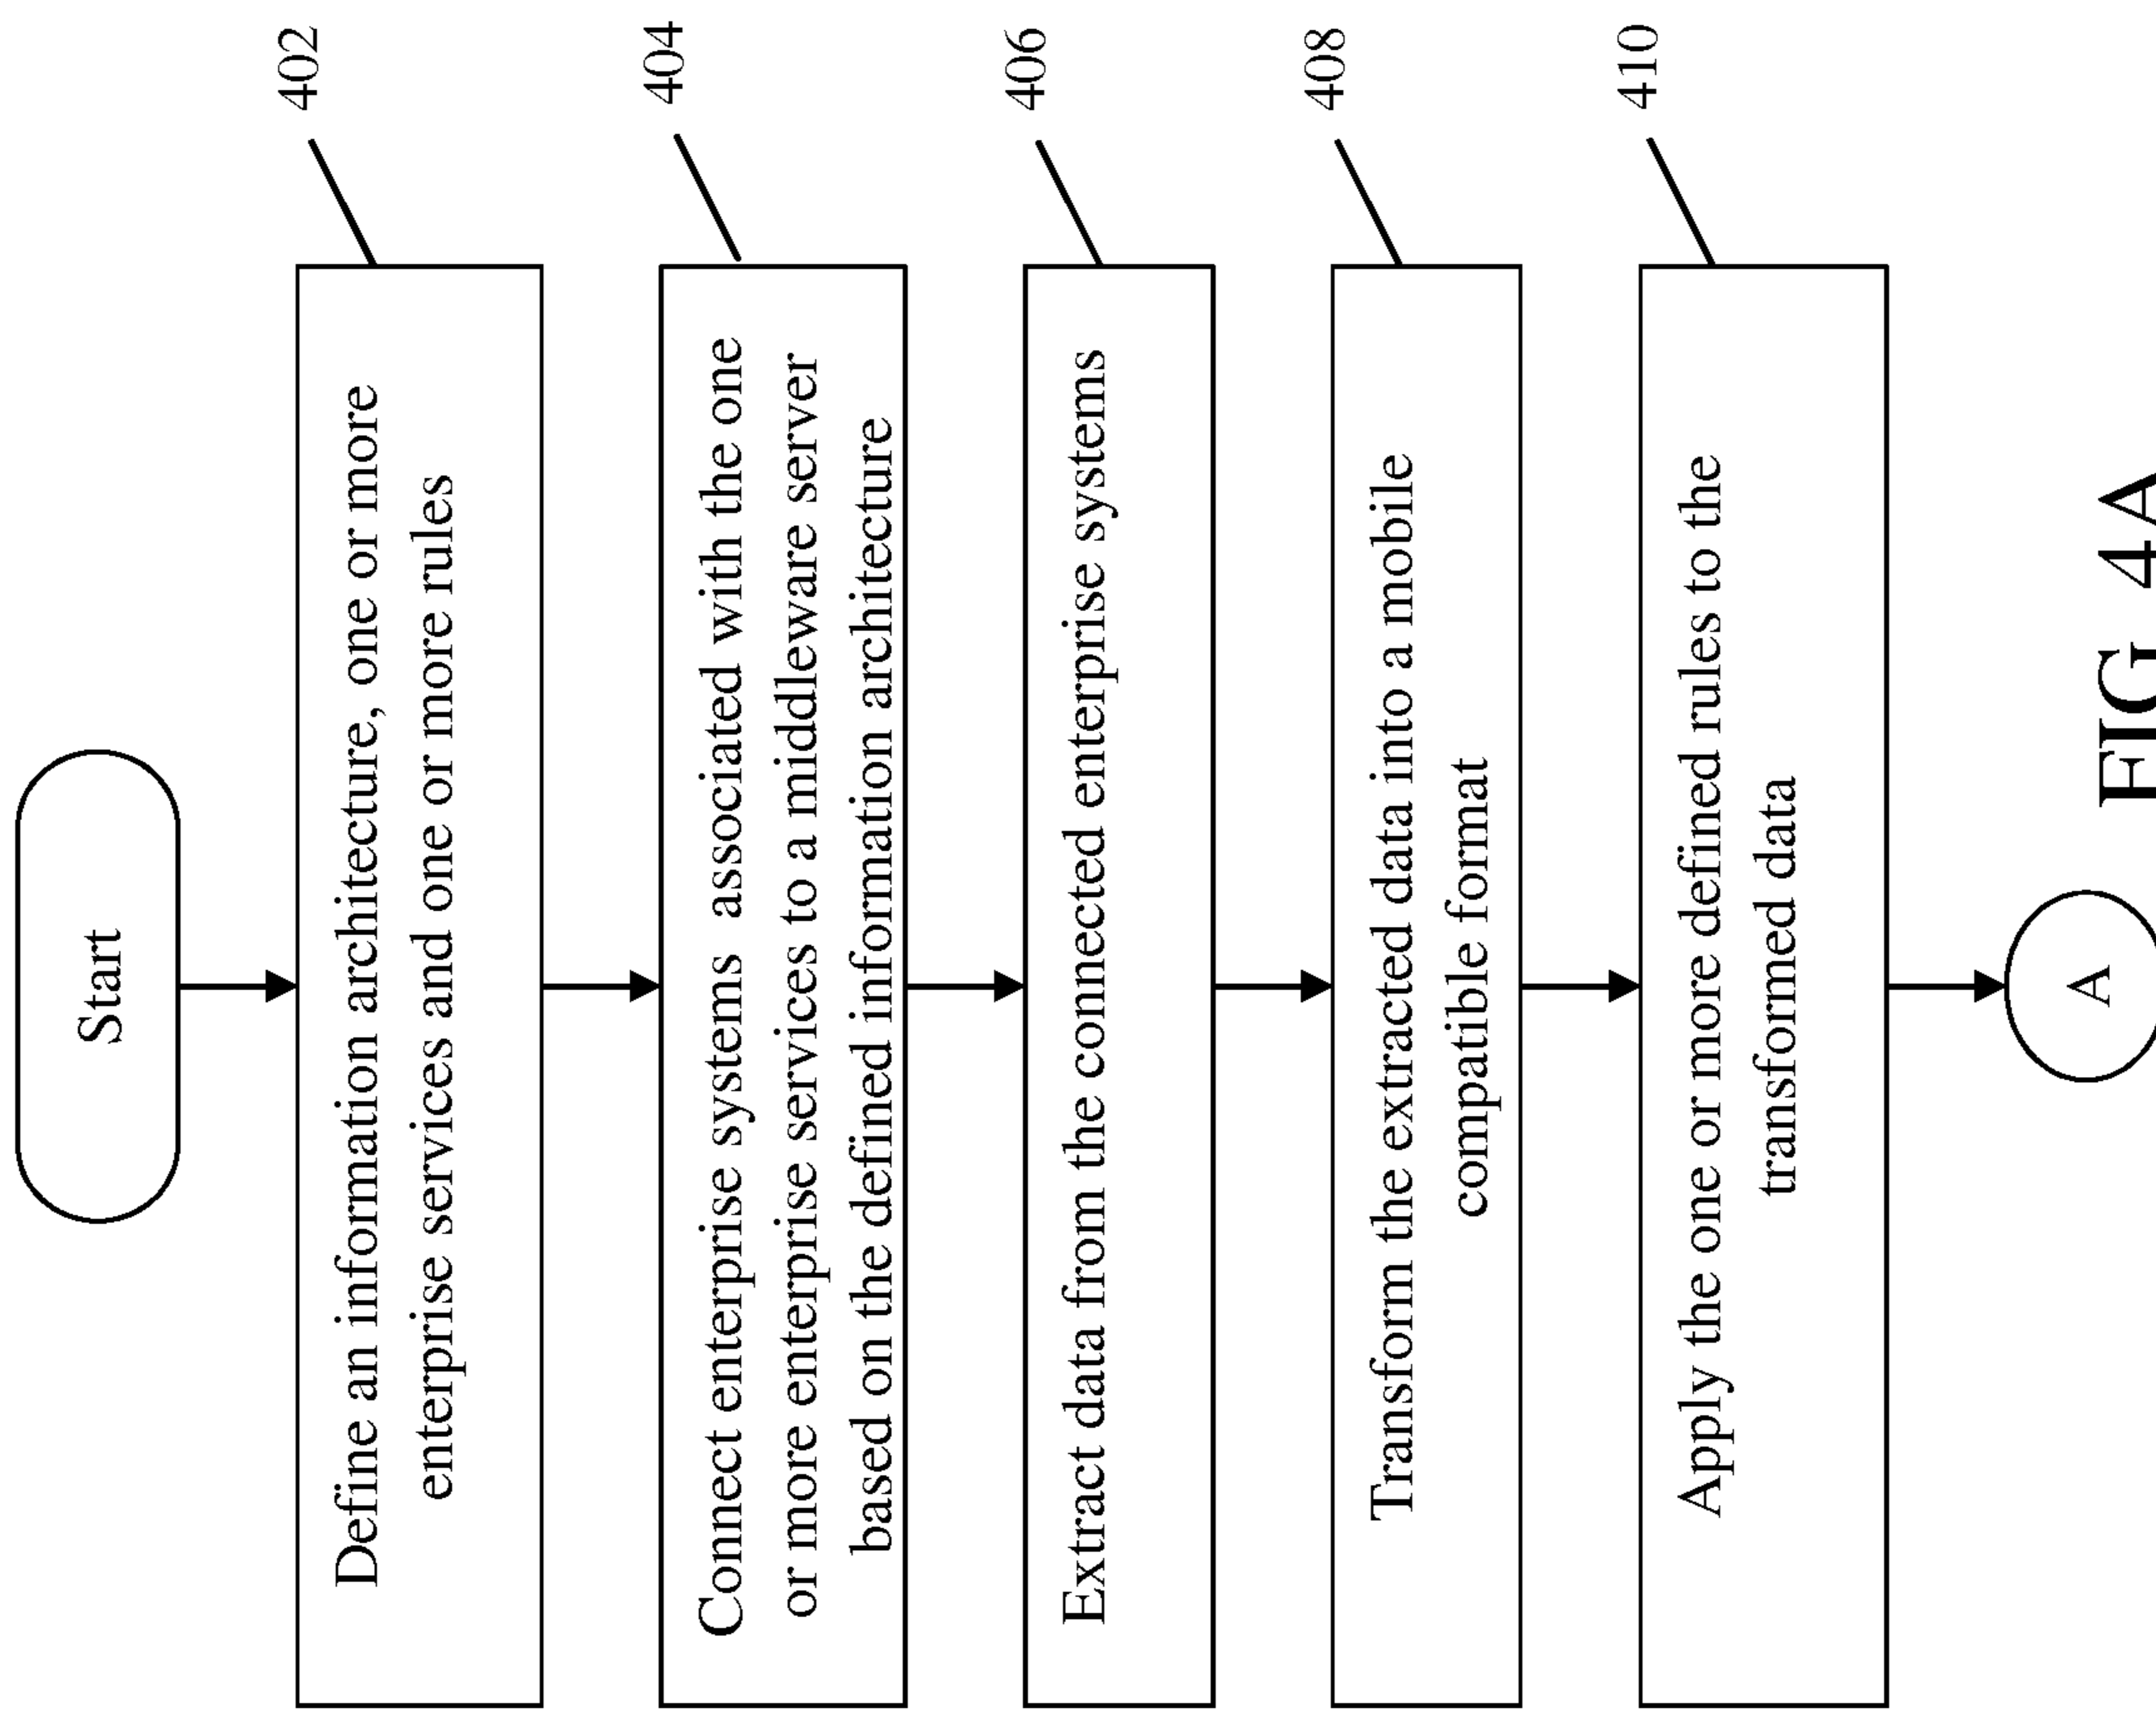 Start
402
Define an information architecture, one or more
enterprise services and one or more rules
404
Connect enterprise systems associated with the one
or more enterprise services to a middleware server
based on the defined information architecture
406
Extract data from the connected enterprise systems
408
Transform the extracted data into a mobile
compatible format
410
Apply the one or more defined rules to the
transformed data
A
FIG 4A